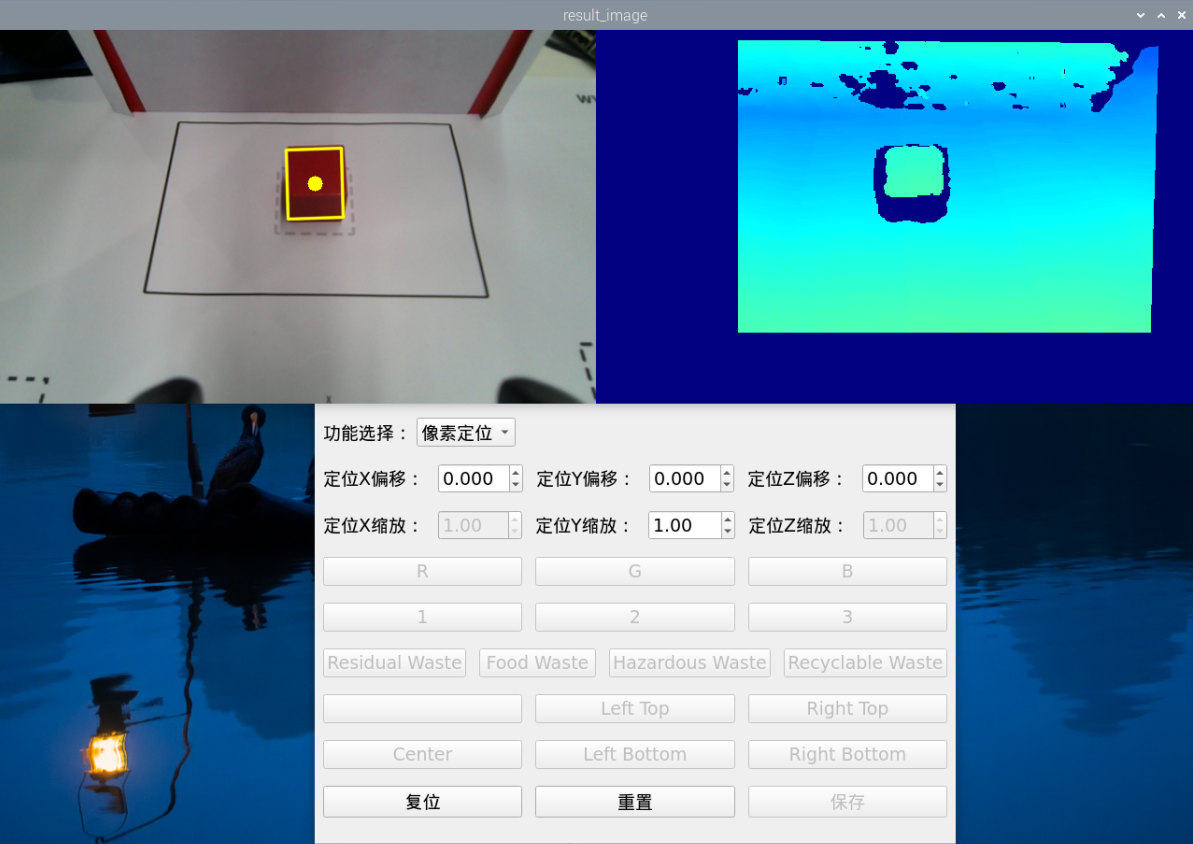 result_image
功能选择： 像素定位
定位X偏移： 0.000 定位Y偏移： 0.000 定位Z偏移： 0.000
定位X缩放： 1.00 定位Y缩放： 1.00 定位Z缩放： 1.00
R G B
1 2 3
Residual Waste Food Waste Hazardous Waste Recyclable Waste
Left Top Right Top
Center Left Bottom Right Bottom
复位 重置 保存